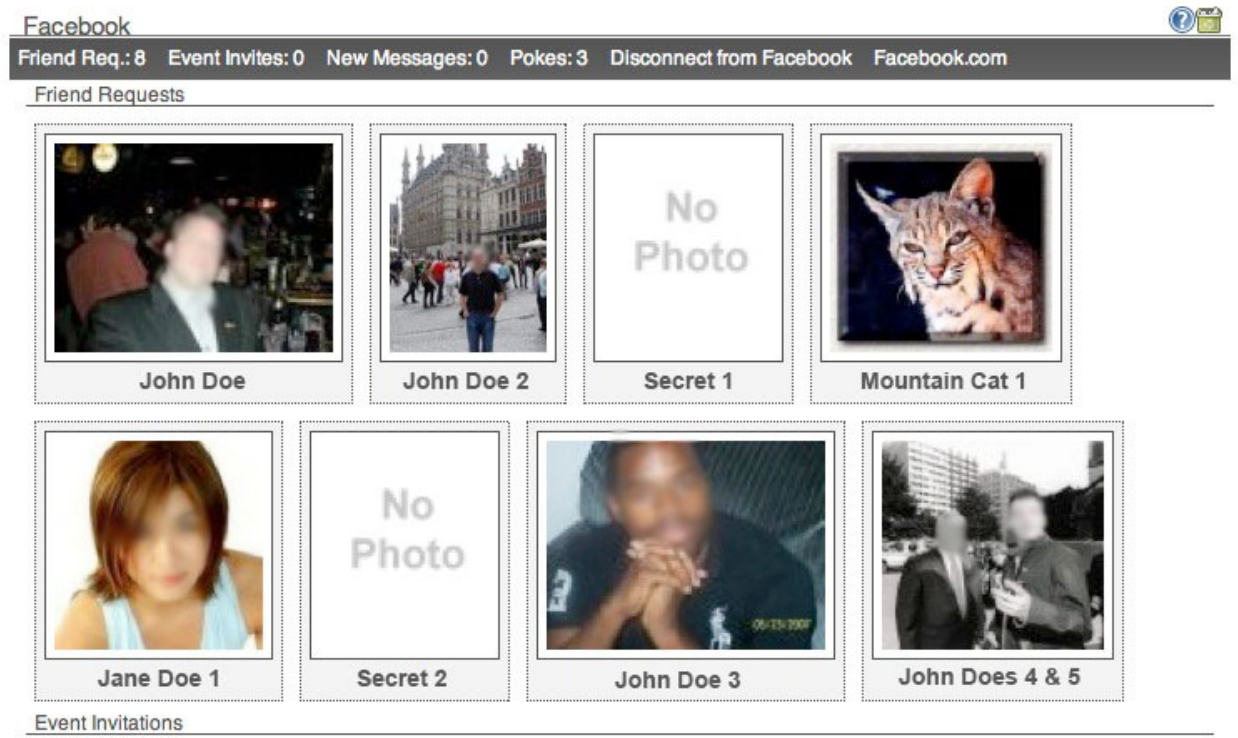 Facebook
Friend Req.: 8 Event Invites: 0 New Messages: 0 Pokes: 3 Disconnect from Facebook Facebook.com
Friend Requests
No
Photo
John Doe John Doe 2 Secret 1 Mountain Cat 1
No
Photo
Jane Doe 1 Secret 2 John Doe 3 John Does 4 & 5
Event Invitations